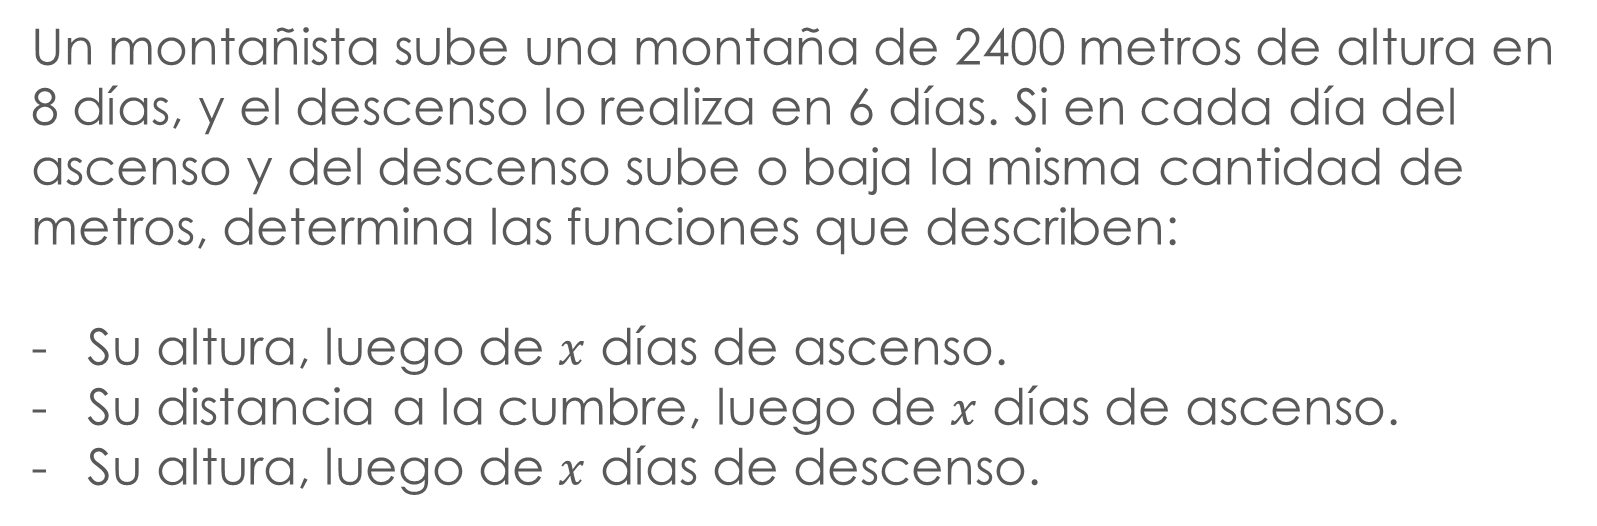 Un montañista sube una montaña de 2400 metros de altura en
8 días, y el descenso lo realiza en 6 días. Si en cada día del
ascenso y del descenso sube o baja la misma cantidad de
metros, determina las funciones que describen:
- Su altura, luego de x días de ascenso.
- Su distancia a la cumbre, luego de x días de ascenso.
- Su altura, luego de x días de descenso.